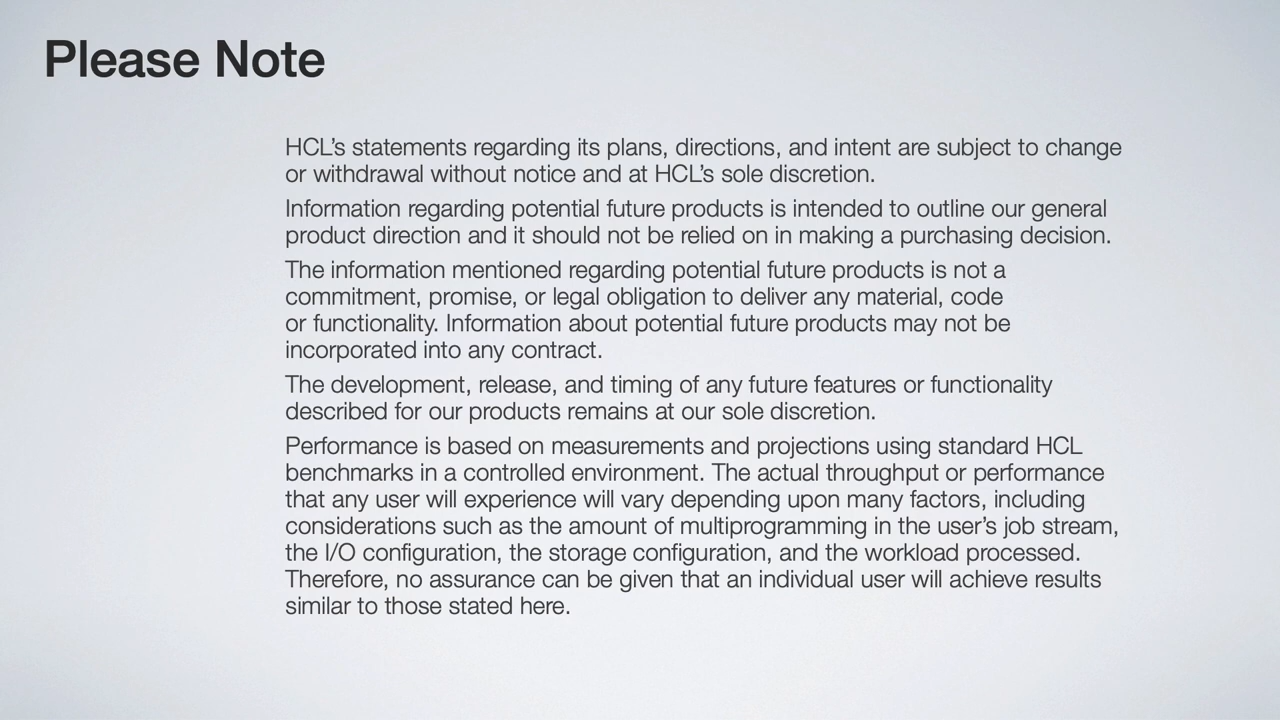 Please Note
HCL’s statements regarding its plans, directions, and intent are subject to change
or withdrawal without notice and at HCL’s sole discretion.
Information regarding potential future products is intended to outline our general
product direction and it should not be relied on in making a purchasing decision.
The information mentioned regarding potential future products is not a
commitment, promise, or legal obligation to deliver any material, code
or functionality. Information about potential future products may not be
incorporated into any contract.
The development, release, and timing of any future features or functionality
described for our products remains at our sole discretion.
Performance is based on measurements and projections using standard HCL
benchmarks in a controlled environment. The actual throughput or performance
that any user will experience will vary depending upon many factors, including
considerations such as the amount of multiprogramming in the user’s job stream,
the I/O configuration, the storage configuration, and the workload processed.
Therefore, no assurance can be given that an individual user will achieve results
similar to those stated here.